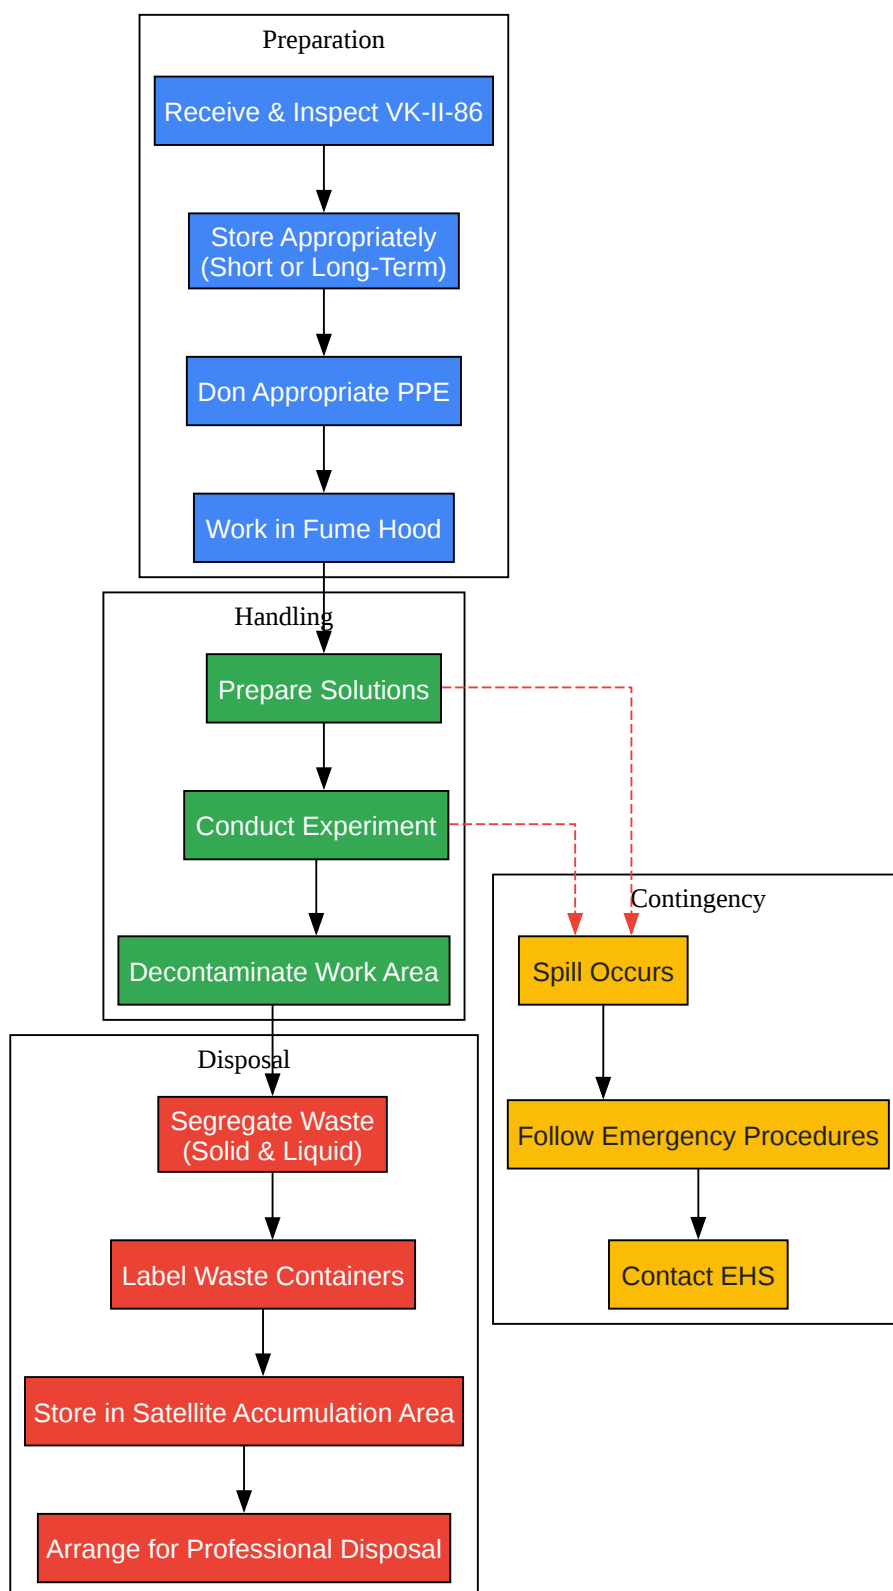 Preparation
Receive & Inspect VK-II-86
Store Appropriately
(Short or Long-Term)
Don Appropriate PPE
Work in Fume Hood
Handling
Prepare Solutions
Conduct Experiment
Decontaminate Work Area
Contingency
Spill Occurs
Follow Emergency Procedures
Contact EHS
Disposal
Segregate Waste
(Solid & Liquid)
Label Waste Containers
Store in Satellite Accumulation Area
Arrange for Professional Disposal